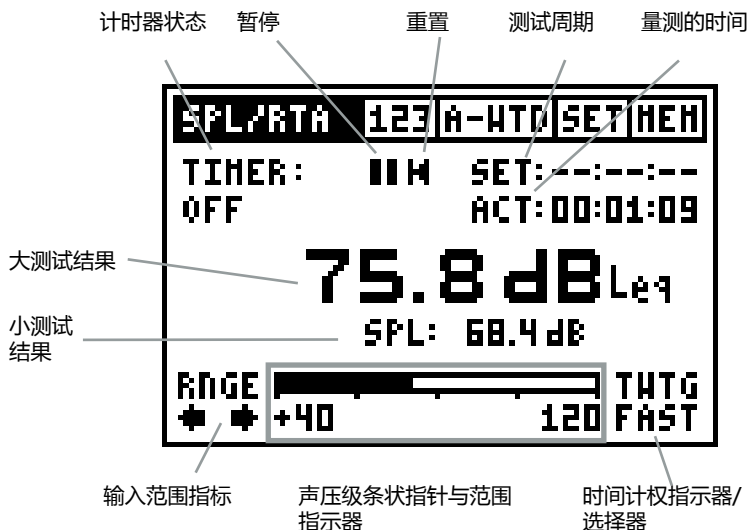 计时器状态 暂停 重置 测试周期 量测的时间
SPL/RTA 123 A-WTD SET MEM
TIMER: SET:--:--:--
OFF ACT:00:01:09
大测试结果
75.8 dB Leq
小测试
结果
SPL: 68.4 dB
RNGE TWTG
+40 120 FAST
输入范围指标 声压级条状指针与范围
指示器
时间计权指示器/
选择器